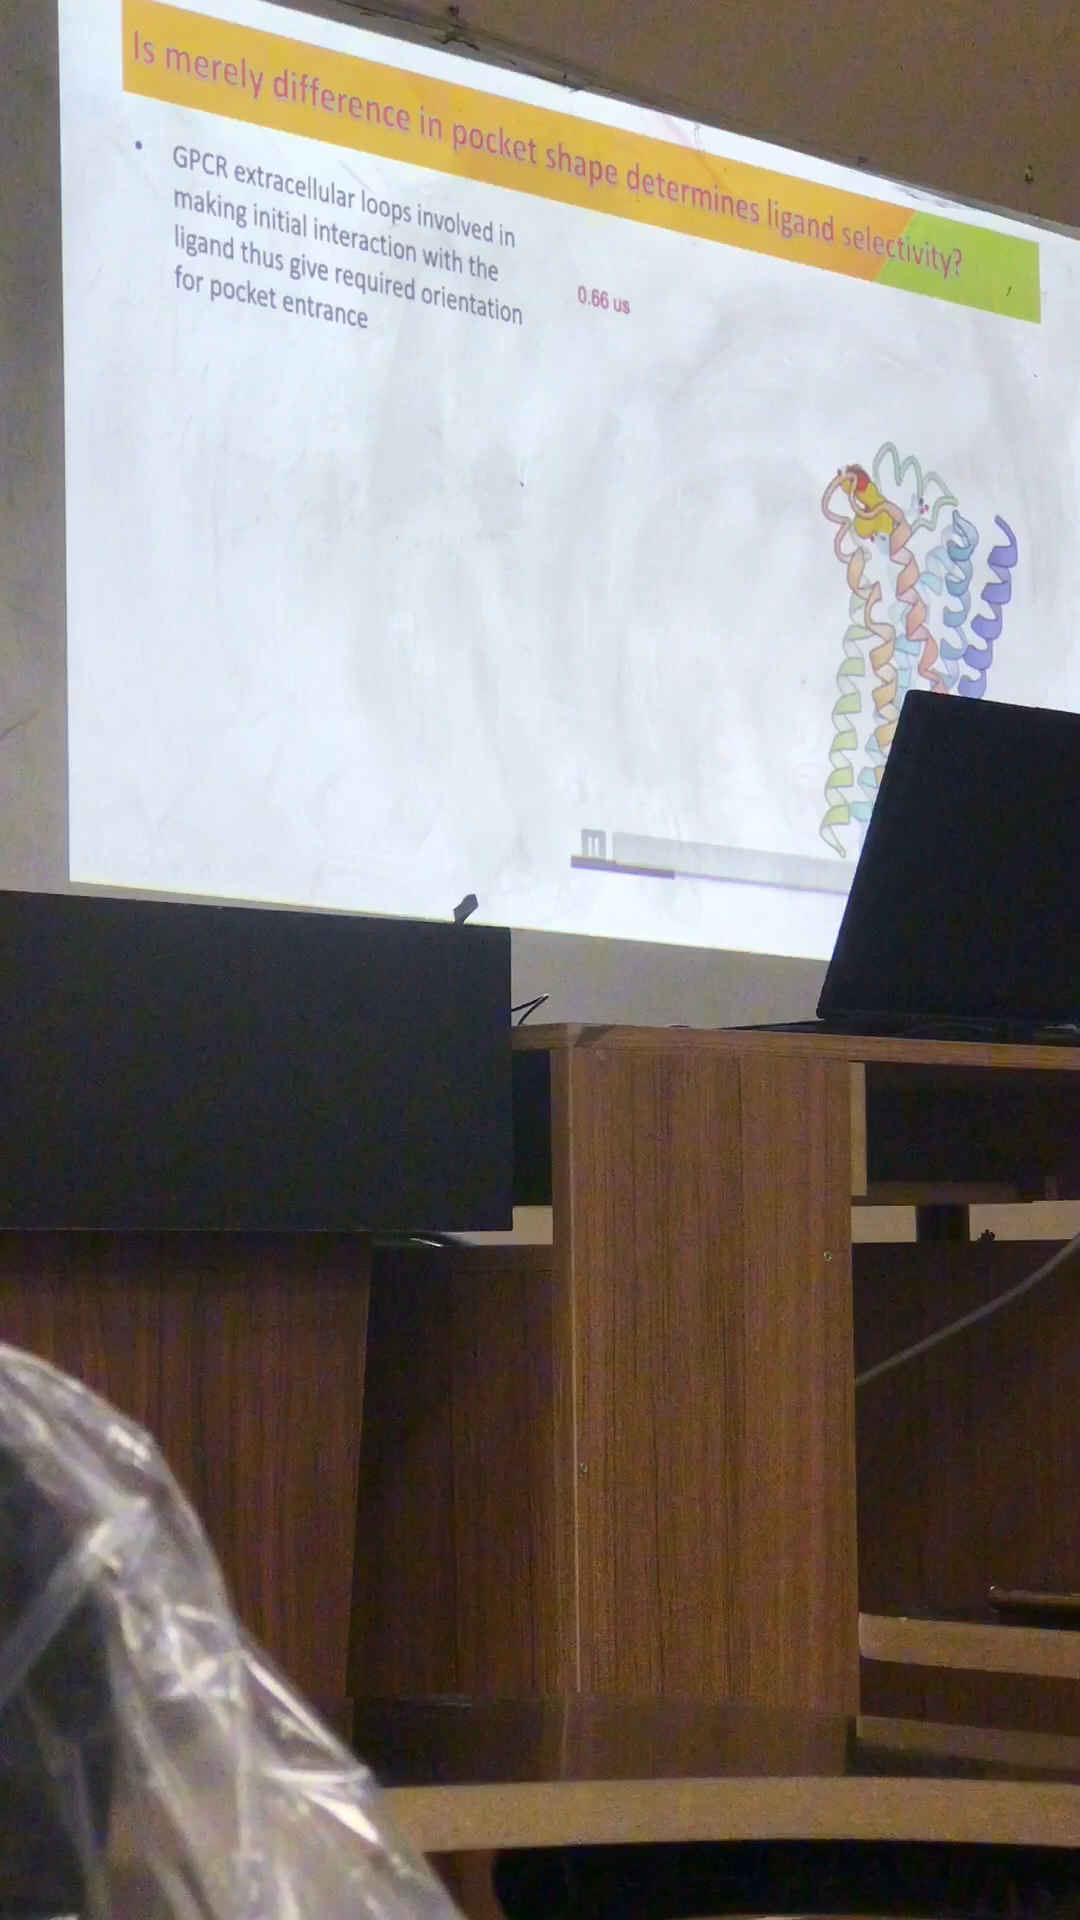 Is merely difference in pocket shape determines ligand selectivity?
• GPCR extracellular loops involved in
making initial interaction with the
ligand thus give required orientation
for pocket entrance
0.66 us